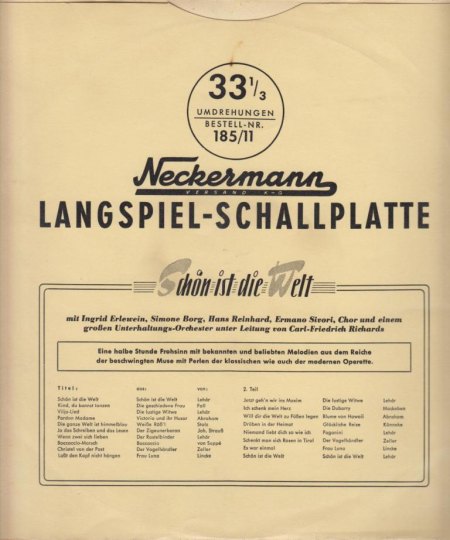 33 1/3
UMDREHUNGEN
BESTELL-NR.
185/11
Neckermann
VERSAND K-G
LANGSPIEL-SCHALLPLATTE
Schön ist die Welt
mit Ingrid Erlewein, Simone Borg, Hans Reinhard, Ermano Sivori, Chor und einem
großen Unterhaltungs-Orchester unter Leitung von Carl-Friedrich Richards
Eine halbe Stunde Frohsinn mit bekannten und beliebten Melodien aus dem Reiche
der beschwingten Muse mit Perlen der klassischen wie auch der modernen Operette.
Titel: aus: von:
Schön ist die Welt Schön ist die Welt Lehár
Kind, du kannst tanzen Die geschiedene Frau Fall
Vilja-Lied Die lustige Witwe Lehár
Pardon Madame Victoria und ihr Husar Abraham
Die ganze Welt ist himmelblau Weiße Rößl Stolz
Ja das Schreiben und das Lesen Der Zigeunerbaron Joh. Strauß
Wenn zwei sich lieben Der Rastelbinder Lehár
Boccaccio-Marsch Boccaccio von Suppé
Christel von der Post Der Vogelhändler Zeller
Laßt den Kopf nicht hängen Frau Luna Lincke
2. Teil
Jetzt geh'n wir ins Maxim Die lustige Witwe Lehár
Ich schenk mein Herz Die Dubarry Mackeben
Will dir die Welt zu Füßen legen Blume von Hawaii Abraham
Drüben in der Heimat Glückliche Reise Künneke
Niemand liebt dich so wie ich Paganini Lehár
Schenkt man sich Rosen in Tirol Der Vogelhändler Zeller
Es war einmal Frau Luna Lincke
Schön ist die Welt Schön ist die Welt Lehár